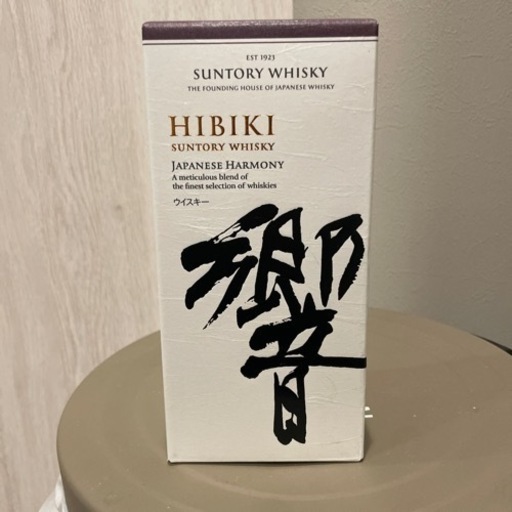 EST 1923
SUNTORY WHISKY
THE FOUNDING HOUSE OF JAPANESE WHISKY
HIBIKI
SUNTORY WHISKY
JAPANESE HARMONY
A meticulous blend of
the finest selection of whiskies
ウイスキー
響